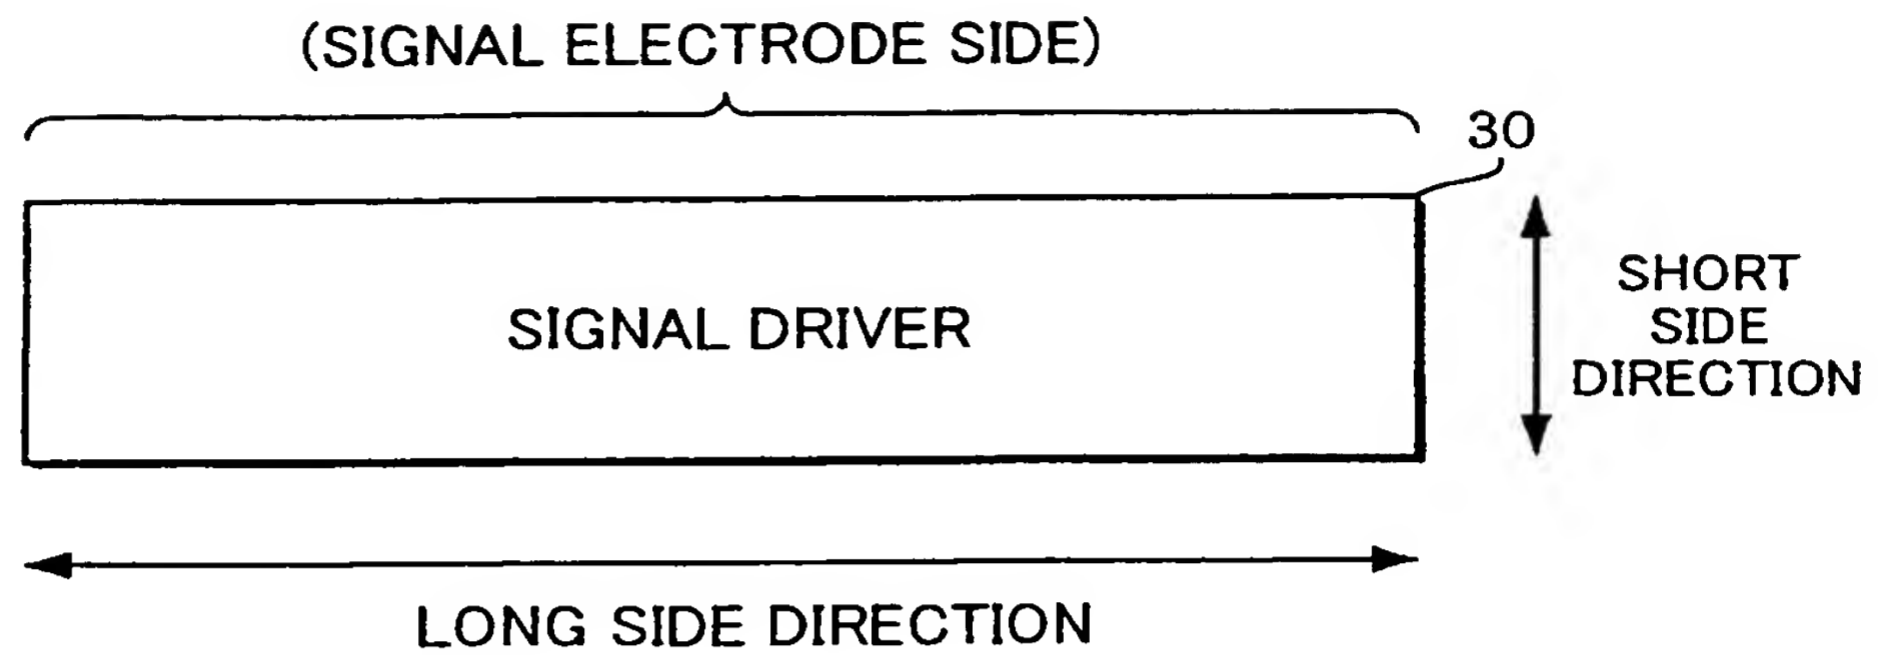 (SIGNAL ELECTRODE SIDE)
30
SIGNAL DRIVER
SHORT
SIDE
DIRECTION
LONG SIDE DIRECTION